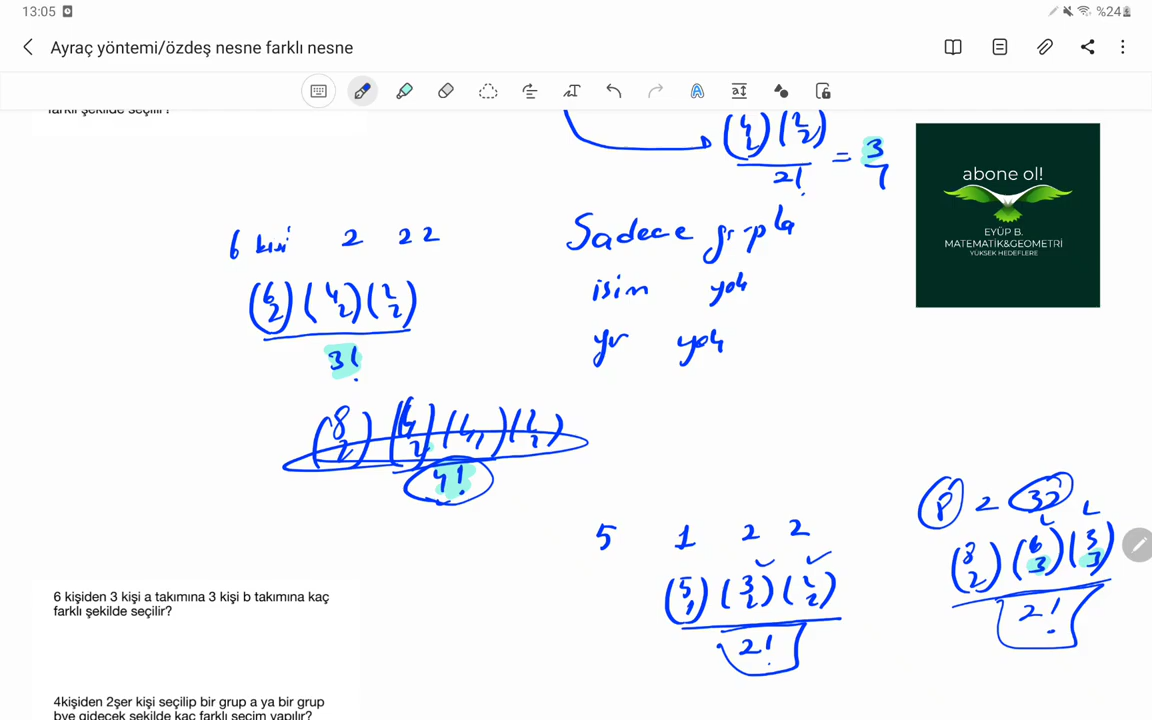 13:05 %24
Ayraç yöntemi/özdeş nesne farklı nesne
farklı şekilde seçilir?
(4 2) (2 2)
2! = 3
abone ol!
EYÜP B.
MATEMATİK&GEOMETRİ
YÜKSEK HEDEFLERE
6 kişi 2 2 2
Sadece grupla
(6 2) (4 2) (2 2)
3!
isim yok
yer yok
(8 2) (2 2)
4!
5 1 2 2
8 2 3 3
(5 1) (3 2) (2 2)
2!
(8 2) (6 3) (3 3)
2!
6 kişiden 3 kişi a takımına 3 kişi b takımına kaç
farklı şekilde seçilir?
4kişiden 2şer kişi seçilip bir grup a ya bir grup
bye gidecek şekilde kaç farklı seçim yapılır?